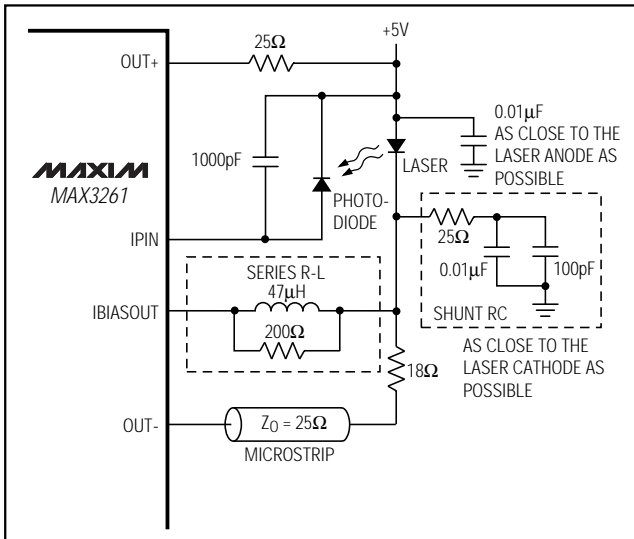 +5V
25Ω
OUT+
0.01μF
AS CLOSE TO THE
LASER ANODE AS
POSSIBLE
1000pF
LASER
MAXIM
MAX3261
PHOTO-
DIODE
IPIN
25Ω
0.01μF
100pF
SHUNT RC
SERIES R-L
47μH
IBIASOUT
200Ω
AS CLOSE TO THE
LASER CATHODE AS
POSSIBLE
18Ω
OUT-
Z0 = 25Ω
MICROSTRIP